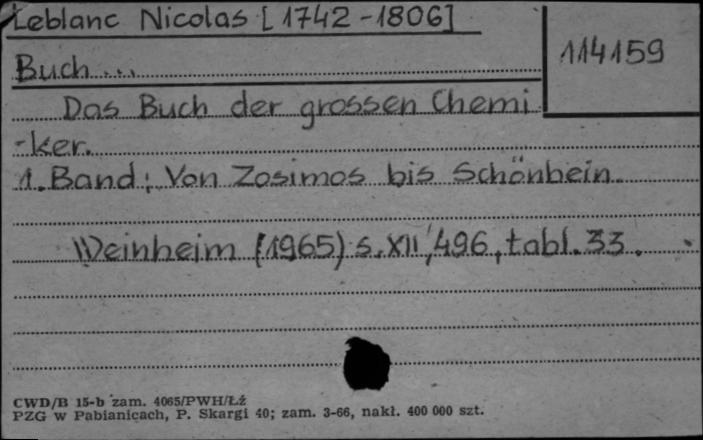 Leblanc Nicolas [1742-1806]
114159
Buch...
Das Buch der grossen Chemi
-ker.
1. Band: Von Zosimos bis Schönbein.
Weinheim (1965) s. XII, 496, tabl. 33.
CWD/B 15-b zam. 4065/PWH/Łż
PZG w Pabianicach, P. Skargi 40; zam. 3-66, nakł. 400 000 szt.